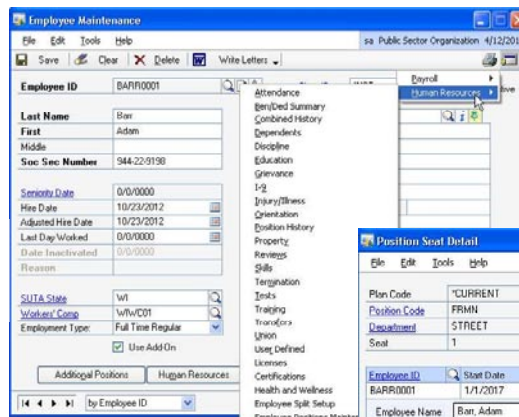 Employee Maintenance
File Edit Tools Help
sa Public Sector Organization 4/12/201
Save Clear Delete Write Letters
Payroll
Human Resources
Employee ID BARR0001
Last Name Barr
First Adam
Middle
Soc Sec Number 944-22-9198
Seniority Date 0/0/0000
Hire Date 10/23/2012
Adjusted Hire Date 10/23/2012
Last Day Worked 0/0/0000
Date Inactivated 0/0/0000
Reason
SUTA State WI
Workers' Comp WIWC01
Employment Type: Full Time Regular
Use Add-On
Additional Positions Human Resources
by Employee ID
Attendance
Ben/Ded Summary
Combined History
Dependents
Discipline
Education
Grievance
I-9
Injury/Illness
Orientation
Position History
Property
Reviews
Skills
Termination
Tests
Training
Transfers
Union
User Defined
Licenses
Certifications
Health and Wellness
Employee Split Setup
Position Seat Detail
File Edit Tools Help
Plan Code *CURRENT
Position Code FRMN
Department STREET
Seat 1
Employee ID Start Date
BARR0001 1/1/2017
Employee Name Barr, Adam